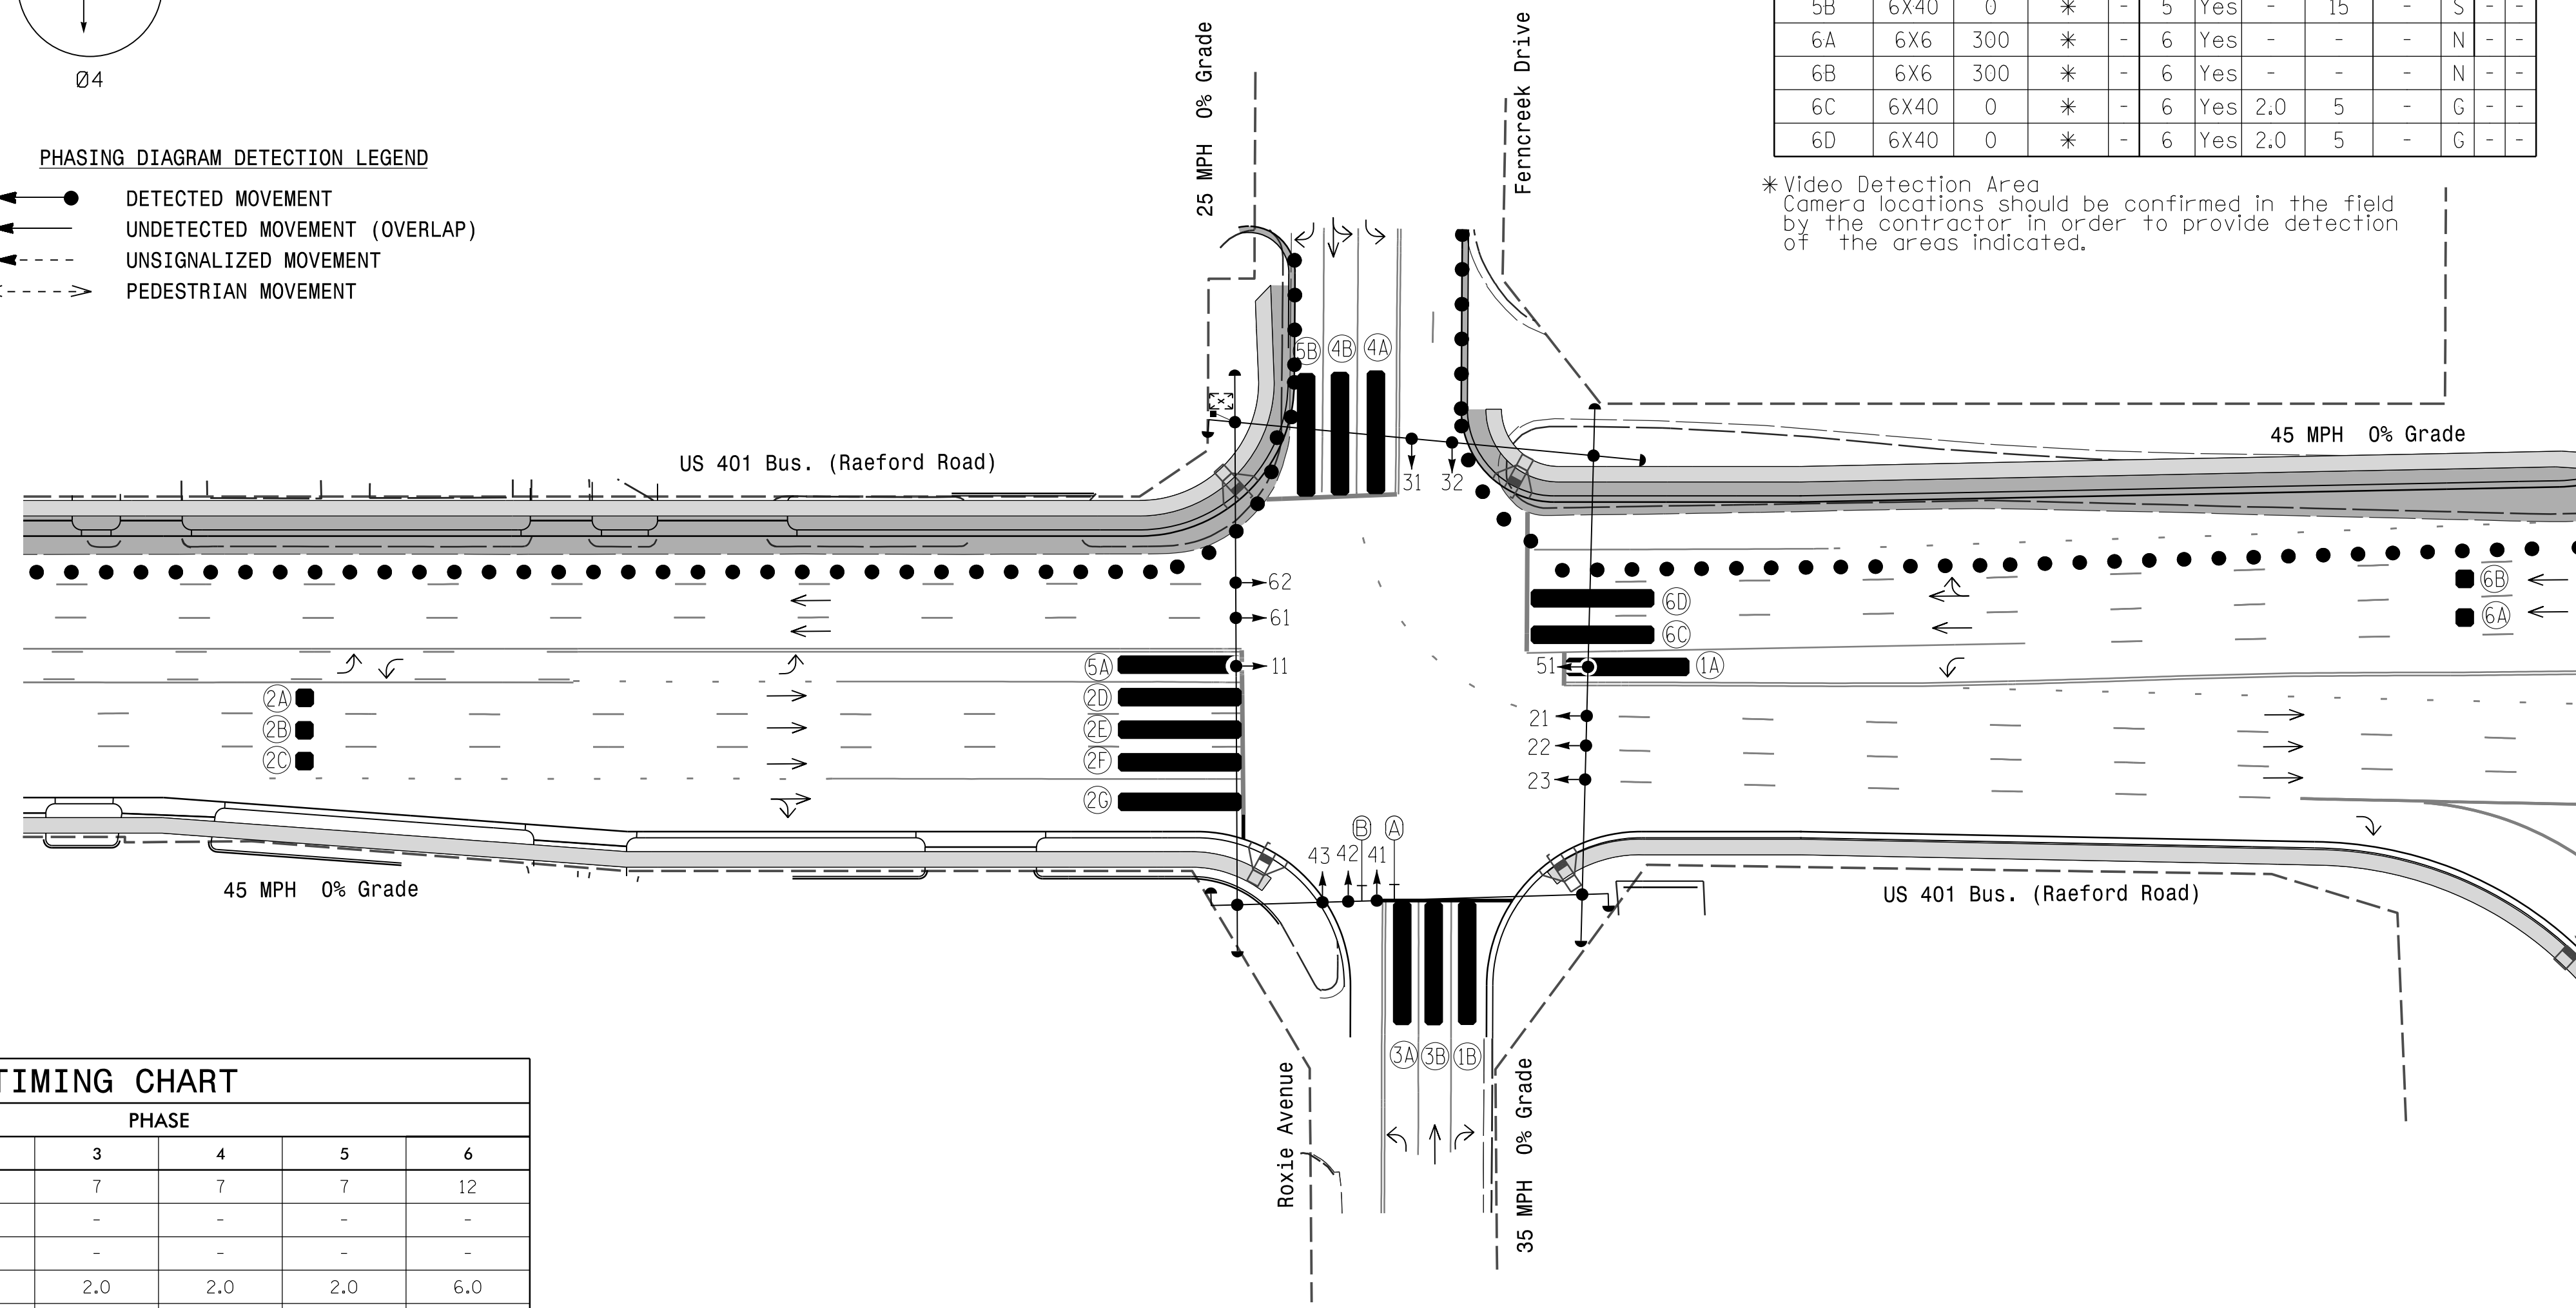 Ø4
PHASING DIAGRAM DETECTION LEGEND
DETECTED MOVEMENT
UNDETECTED MOVEMENT (OVERLAP)
UNSIGNALIZED MOVEMENT
PEDESTRIAN MOVEMENT
25 MPH 0% Grade
Ferncreek Drive
5B 6X40 0 * - 5 Yes - 15 - S - -
6A 6X6 300 * - 6 Yes - - - N - -
6B 6X6 300 * - 6 Yes - - - N - -
6C 6X40 0 * - 6 Yes 2.0 5 - G - -
6D 6X40 0 * - 6 Yes 2.0 5 - G - -
* Video Detection Area
Camera locations should be confirmed in the field
by the contractor in order to provide detection
of the areas indicated.
5B 4B 4A
US 401 Bus. (Raeford Road)
45 MPH 0% Grade
31 32
62
61
11
5A
2D
2E
2F
2G
2A
2B
2C
6D
6C
51
1A
6B
6A
21
22
23
B A
43 42 41
45 MPH 0% Grade
US 401 Bus. (Raeford Road)
3A 3B 1B
Roxie Avenue
35 MPH 0% Grade
TIMING CHART
PHASE
3 4 5 6
7 7 7 12
- - - -
- - - -
2.0 2.0 2.0 6.0